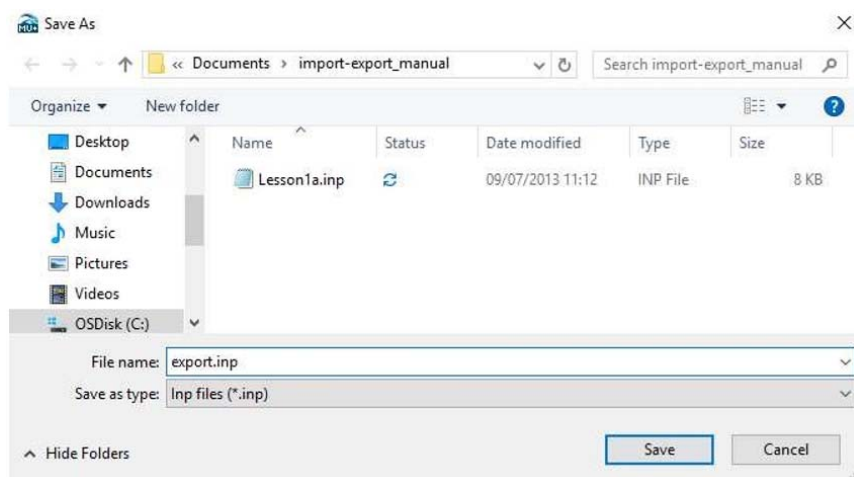 MU+ Save As
« Documents › import-export_manual Search import-export_manual
Organize New folder ?
Name Status Date modified Type Size
Desktop
Lesson1a.inp 09/07/2013 11:12 INP File 8 KB
Documents
Downloads
Music
Pictures
Videos
OSDisk (C:)
File name: export.inp
Save as type: Inp files (*.inp)
Hide Folders Save Cancel